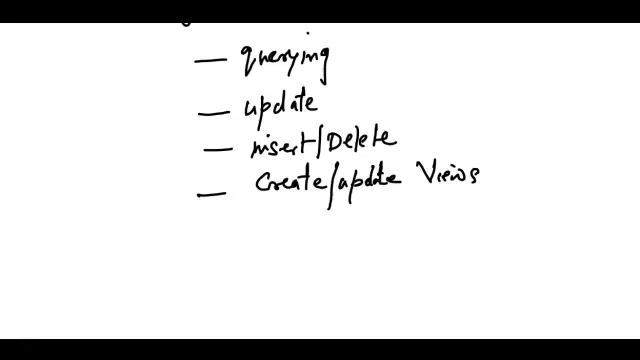 — querying
— update
— insert/Delete
— Create/update Views